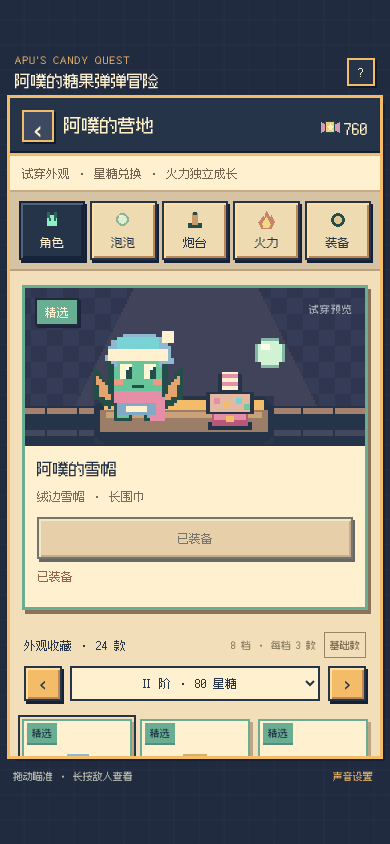 APU'S CANDY QUEST
阿噗的糖果弹弹冒险
?
‹ 阿噗的营地 760
试穿外观 · 星糖兑换 · 火力独立成长
角色 泡泡 炮台 火力 装备
精选 试穿预览
阿噗的雪帽
绒边雪帽 · 长围巾
已装备
已装备
外观收藏 · 24 款 8 档 · 每档 3 款 基础款
‹ II 阶 · 80 星糖 ›
精选 精选 精选
拖动瞄准 · 长按敌人查看 声音设置